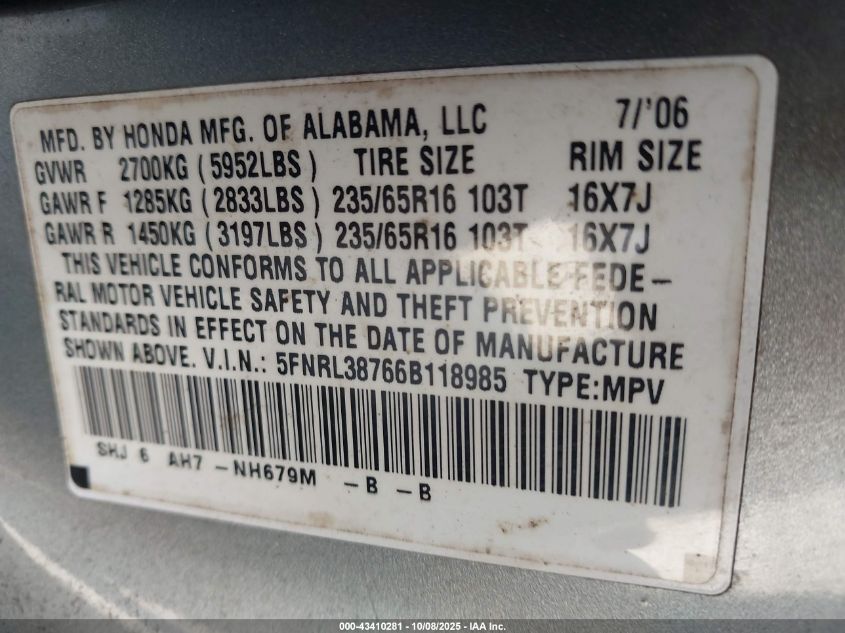 MFD. BY HONDA MFG. OF ALABAMA, LLC 7/'06
GVWR 2700KG (5952LBS) TIRE SIZE RIM SIZE
GAWR F 1285KG (2833LBS) 235/65R16 103T 16X7J
GAWR R 1450KG (3197LBS) 235/65R16 103T 16X7J
THIS VEHICLE CONFORMS TO ALL APPLICABLE FEDE-
RAL MOTOR VEHICLE SAFETY AND THEFT PREVENTION
STANDARDS IN EFFECT ON THE DATE OF MANUFACTURE
SHOWN ABOVE. V.I.N.: 5FNRL38766B118985 TYPE:MPV
SHJ 6 AH7 -NH679M -B -B
000-43410281 - 10/08/2025 - IAA Inc.